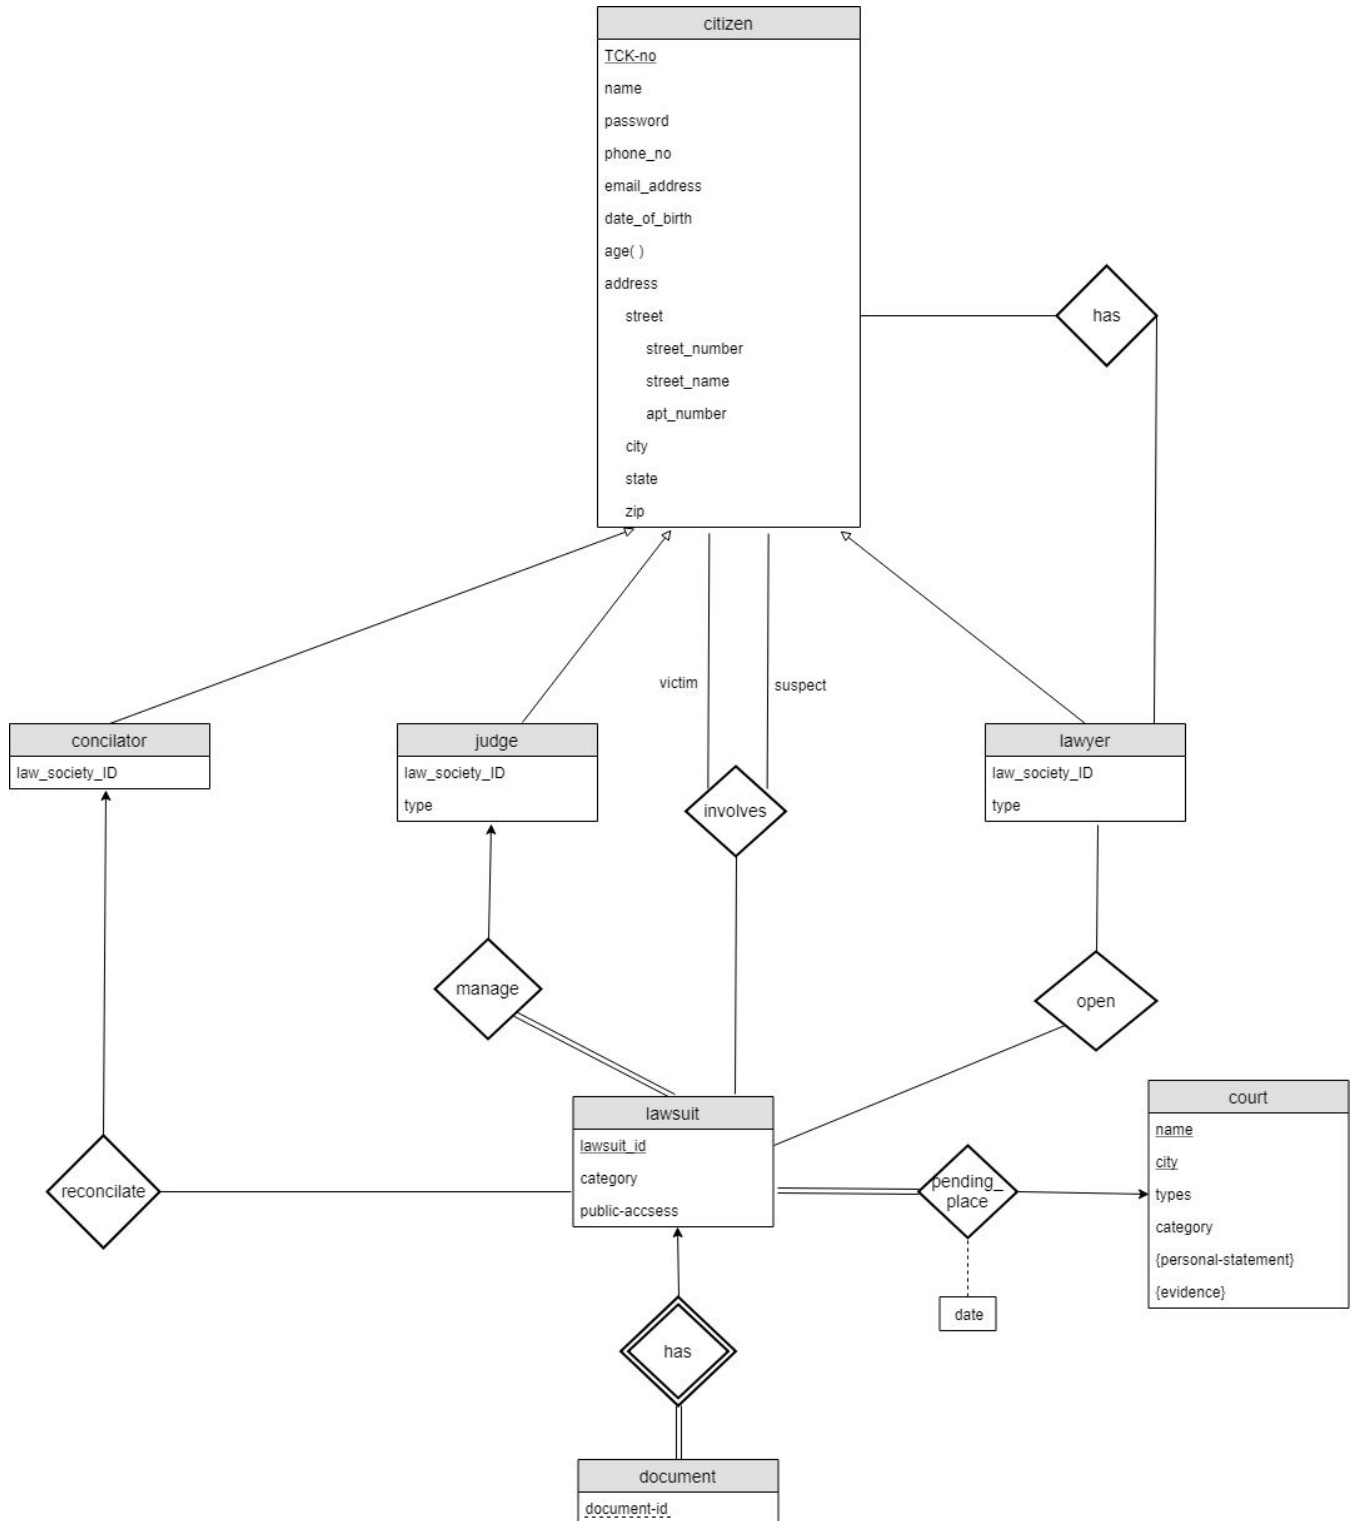 citizen
TCK-no
name
password
phone_no
email_address
date_of_birth
age( )
address
street
street_number
street_name
apt_number
city
state
zip
has
victim
suspect
concilator
law_society_ID
judge
law_society_ID
type
involves
lawyer
law_society_ID
type
manage
open
reconcilate
lawsuit
lawsuit_id
category
public-accsess
pending_
place
date
court
name
city
types
category
{personal-statement}
{evidence}
has
document
document-id